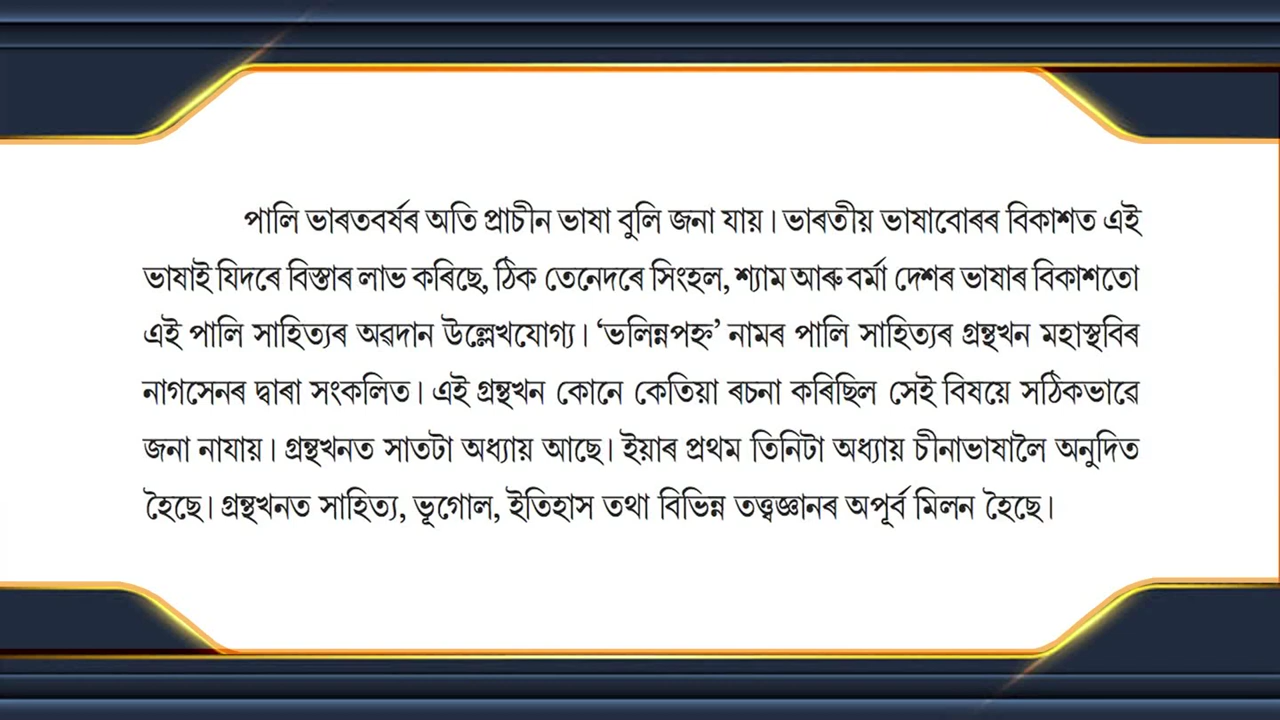 পালি ভাৰতবৰ্ষৰ অতি প্ৰাচীন ভাষা বুলি জনা যায়। ভাৰতীয় ভাষাবোৰৰ বিকাশত এই
ভাষাই যিদৰে বিস্তাৰ লাভ কৰিছে, ঠিক তেনেদৰে সিংহল, শ্যাম আৰু বৰ্মা দেশৰ ভাষাৰ বিকাশতো
এই পালি সাহিত্যৰ অৱদান উল্লেখযোগ্য। ‘ভলিন্নপহ্ন’ নামৰ পালি সাহিত্যৰ গ্ৰন্থখন মহাস্থবিৰ
নাগসেনৰ দ্বাৰা সংকলিত। এই গ্ৰন্থখন কোনে কেতিয়া ৰচনা কৰিছিল সেই বিষয়ে সঠিকভাৱে
জনা নাযায়। গ্ৰন্থখনত সাতটা অধ্যায় আছে। ইয়াৰ প্ৰথম তিনিটা অধ্যায় চীনাভাষালৈ অনুদিত
হৈছে। গ্ৰন্থখনত সাহিত্য, ভূগোল, ইতিহাস তথা বিভিন্ন তত্ত্বজ্ঞানৰ অপূৰ্ব মিলন হৈছে।